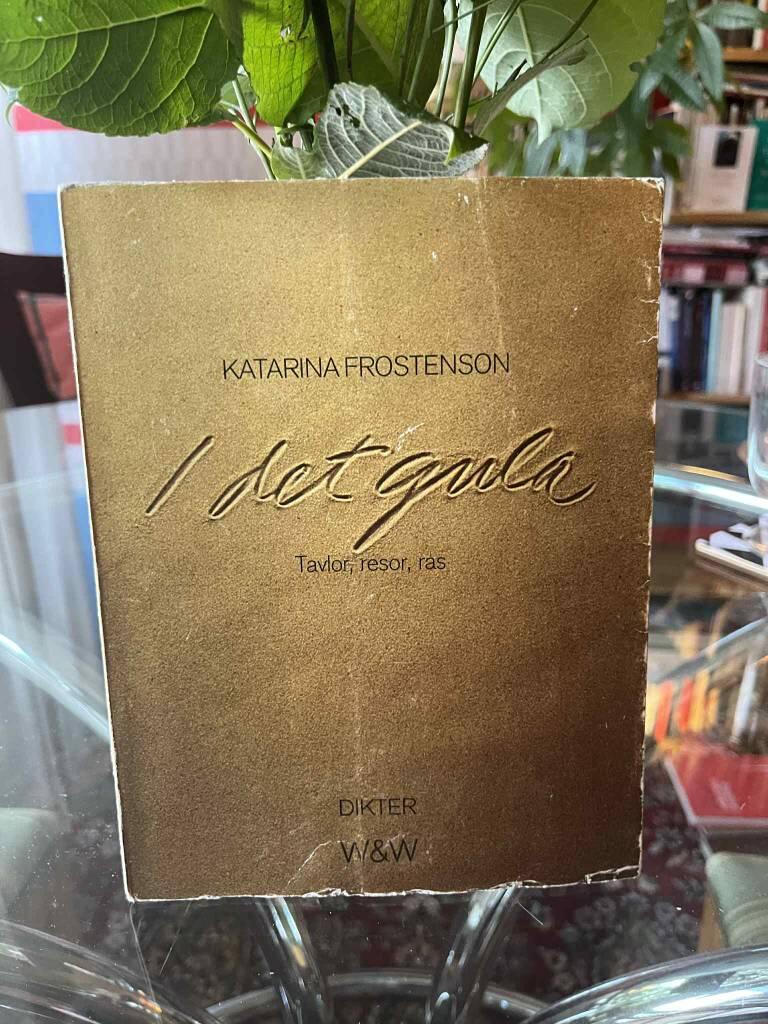 KATARINA FROSTENSON
I det gula
Tavlor, resor, ras
DIKTER
W&W